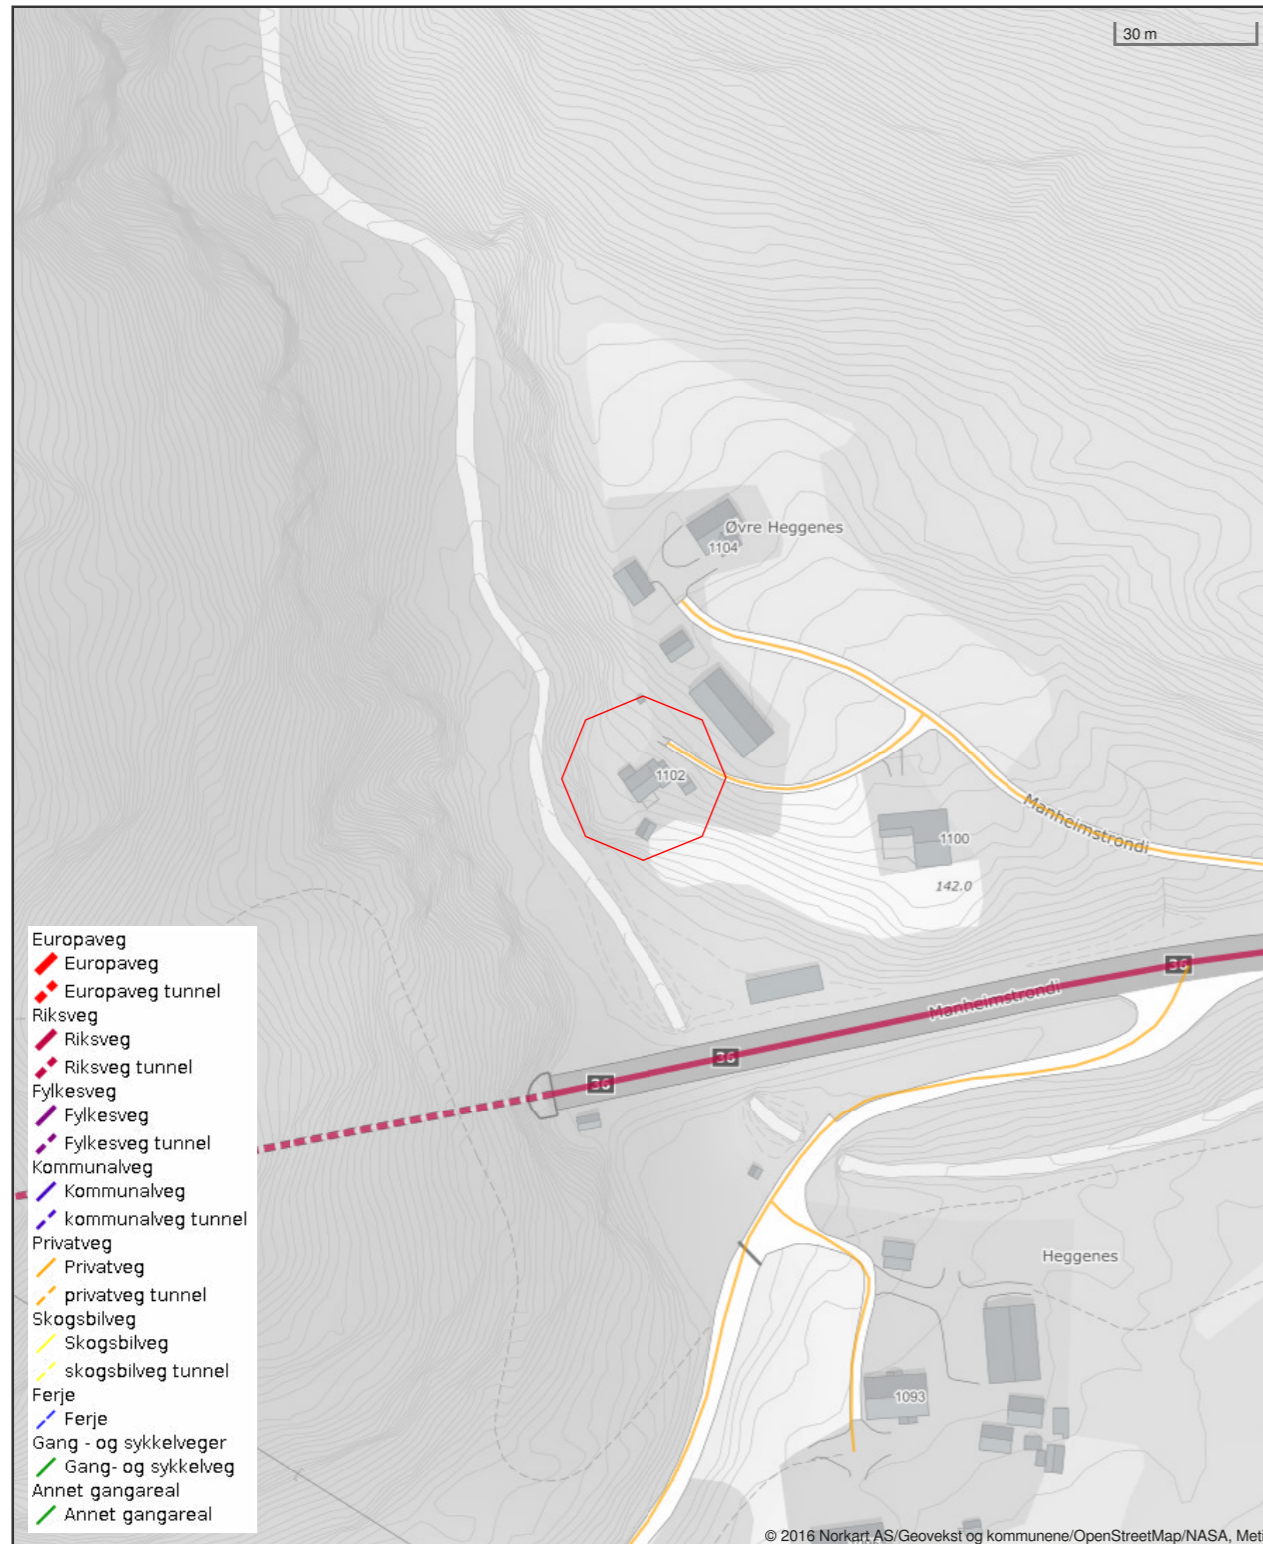 30 m
Øvre Heggenes
1104
1102
Manheimstrondi
1100
142.0
36
Manheimstrondi
36
36
Heggenes
1093
Europaveg
Europaveg
Europaveg tunnel
Riksveg
Riksveg
Riksveg tunnel
Fylkesveg
Fylkesveg
Fylkesveg tunnel
Kommunalveg
Kommunalveg
kommunalveg tunnel
Privatveg
Privatveg
privatveg tunnel
Skogsbilveg
Skogsbilveg
skogsbilveg tunnel
Ferje
Ferje
Gang - og sykkelveger
Gang- og sykkelveg
Annet gangareal
Annet gangareal
© 2016 Norkart AS/Geovekst og kommunene/OpenStreetMap/NASA, Meti